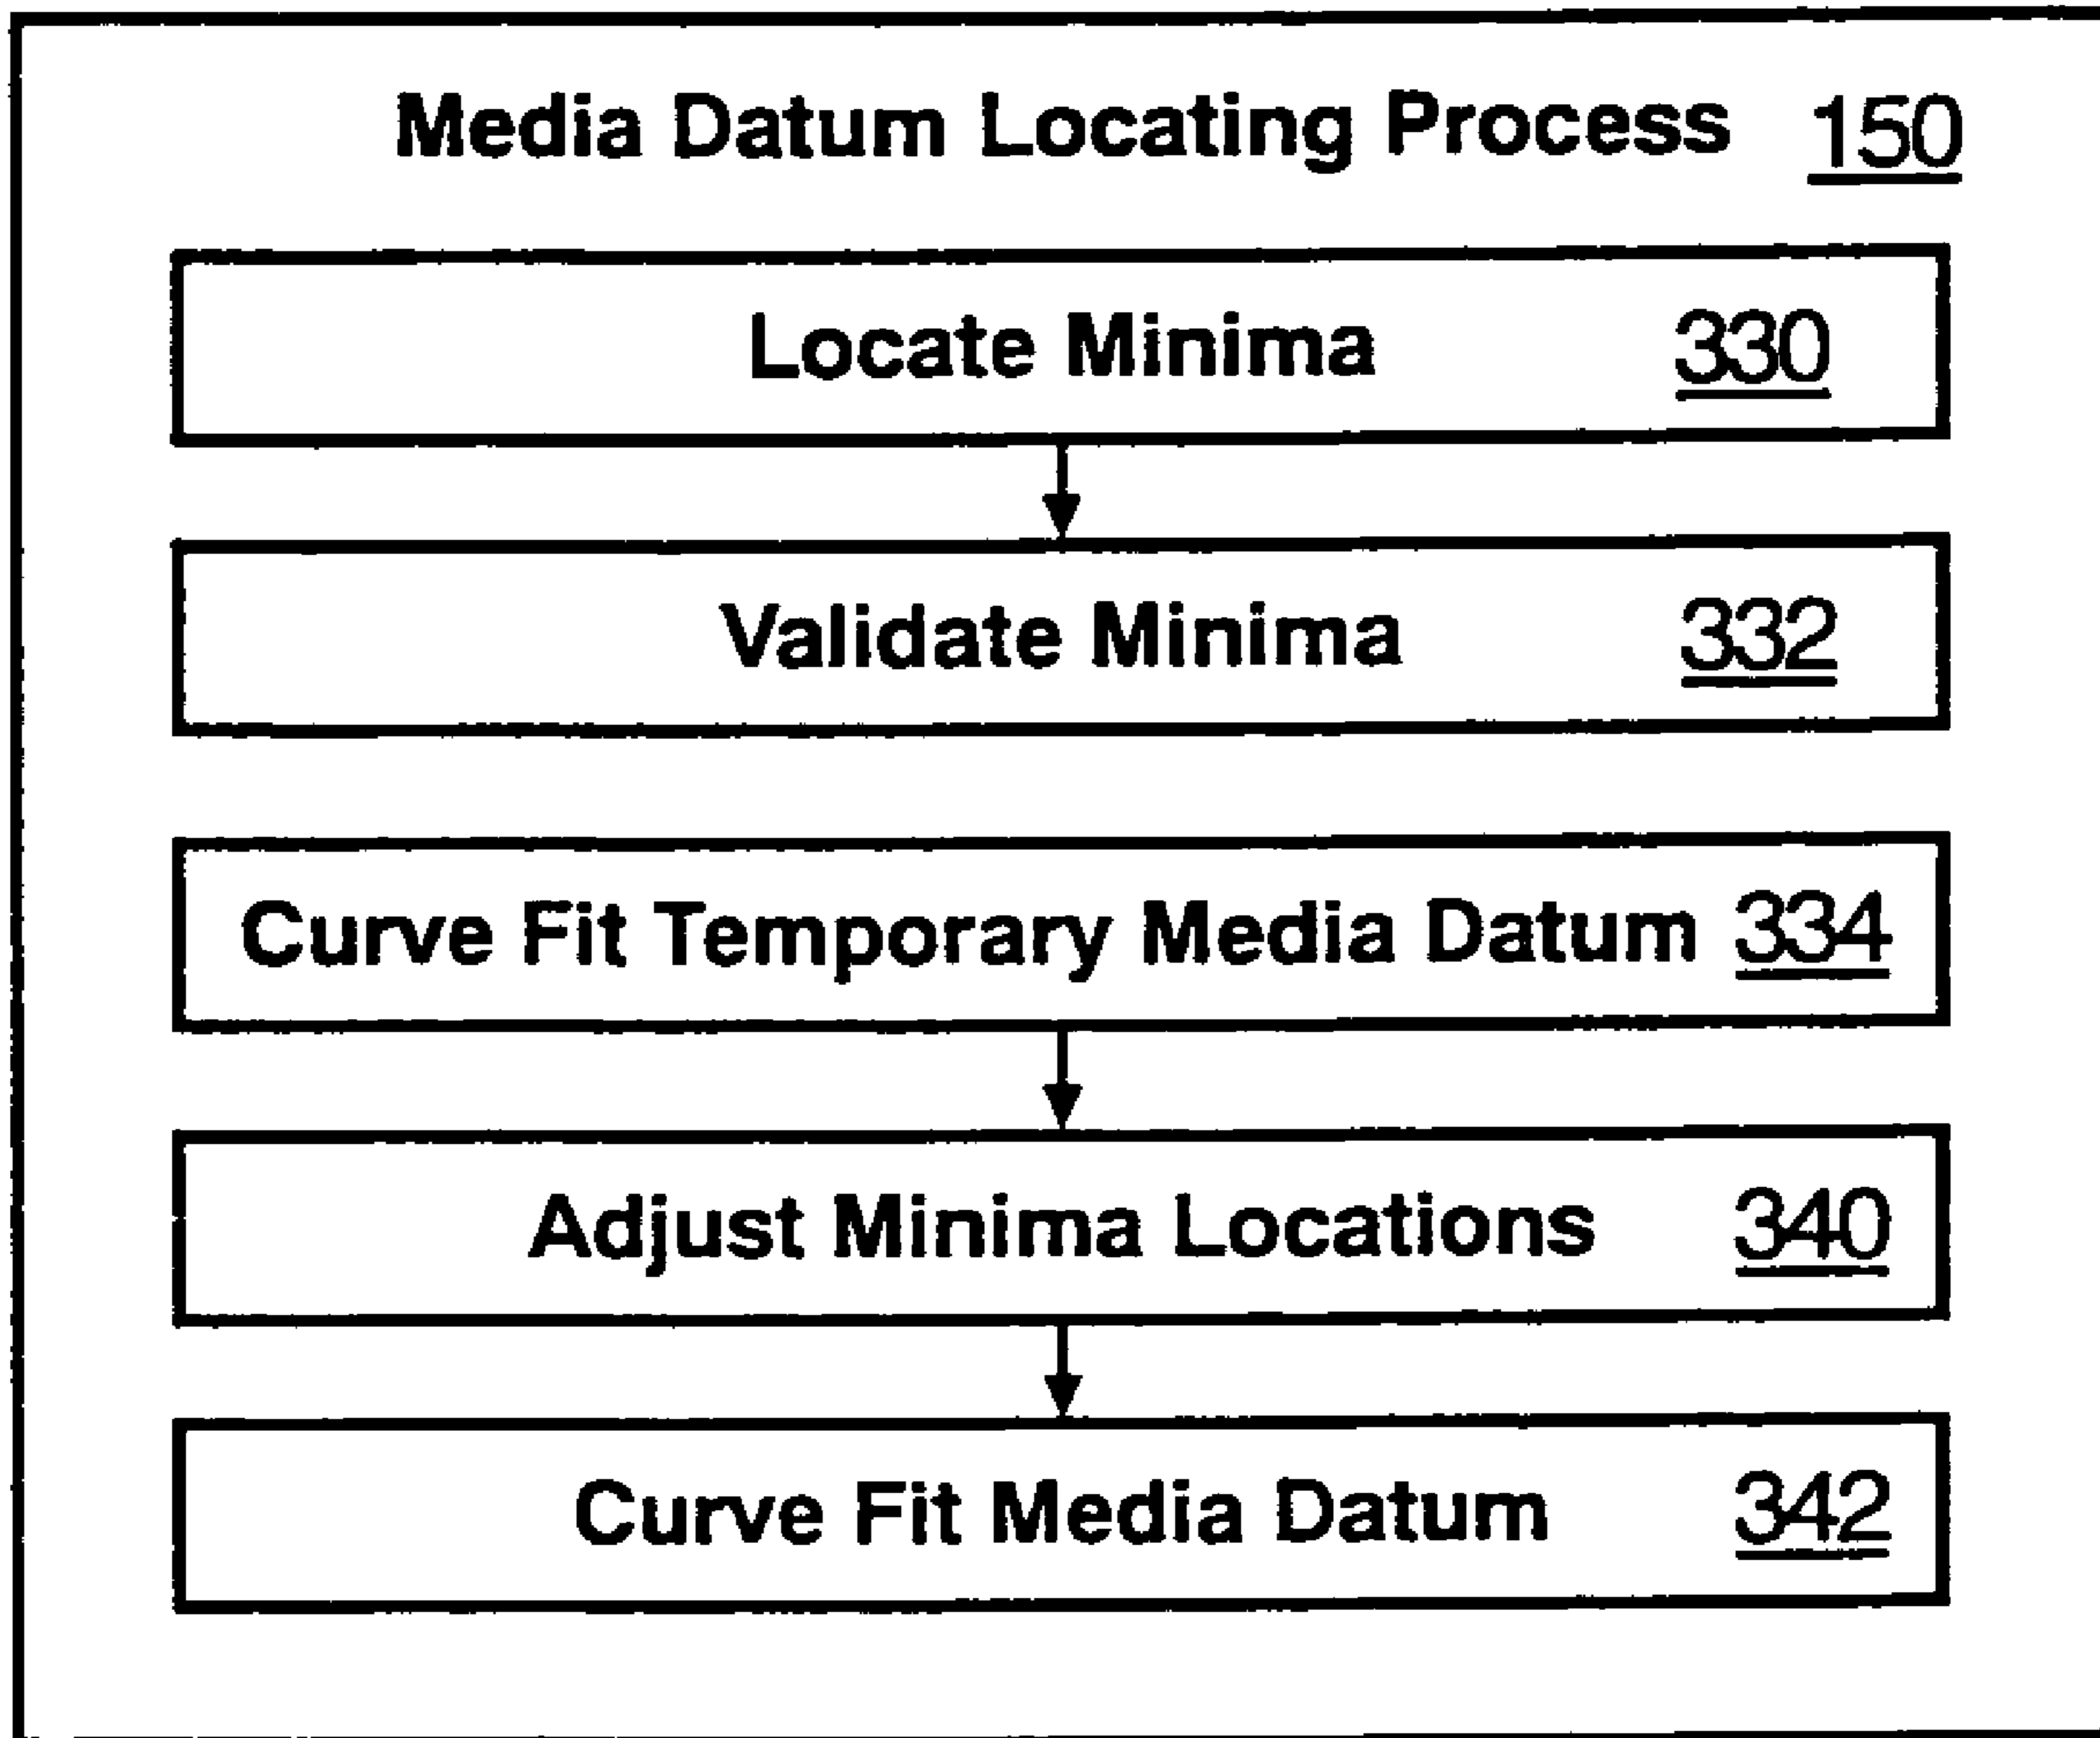 Media Datum Locating Process 150
Locate Minima 330
Validate Minima 332
Curve Fit Temporary Media Datum 334
Adjust Minima Locations 340
Curve Fit Media Datum 342